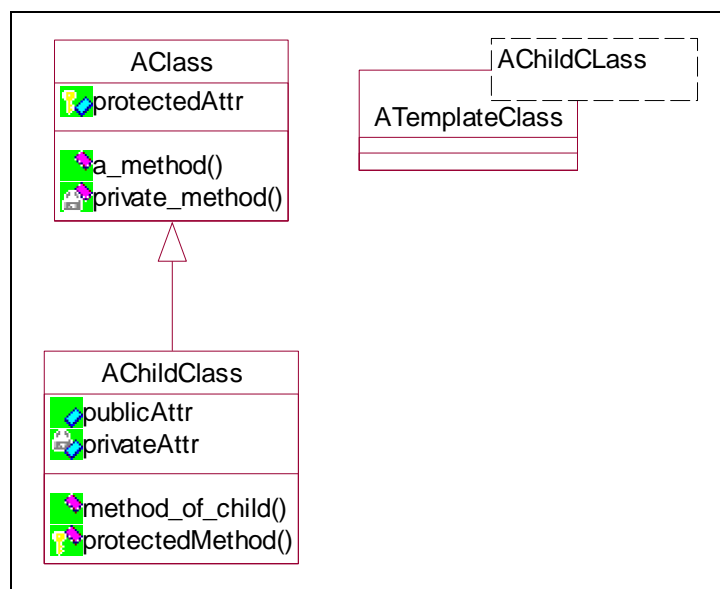 AClass
protectedAttr
a_method()
private_method()
AChildCLass
ATemplateClass
AChildClass
publicAttr
privateAttr
method_of_child()
protectedMethod()